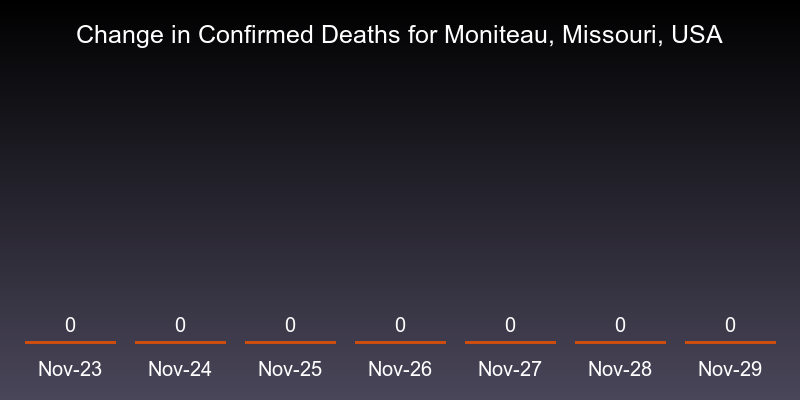 Change in Confirmed Deaths for Moniteau, Missouri, USA
0 0 0 0 0 0 0
Nov-23 Nov-24 Nov-25 Nov-26 Nov-27 Nov-28 Nov-29